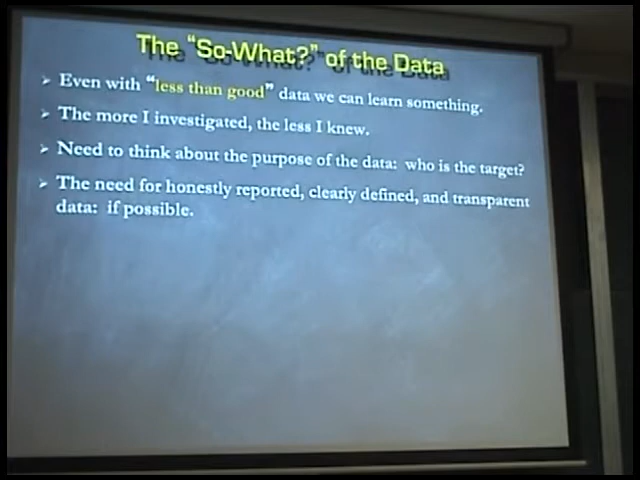 The "So-What?" of the Data
➢ Even with "less than good" data we can learn something.
➢ The more I investigated, the less I knew.
➢ Need to think about the purpose of the data: who is the target?
➢ The need for honestly reported, clearly defined, and transparent
data: if possible.